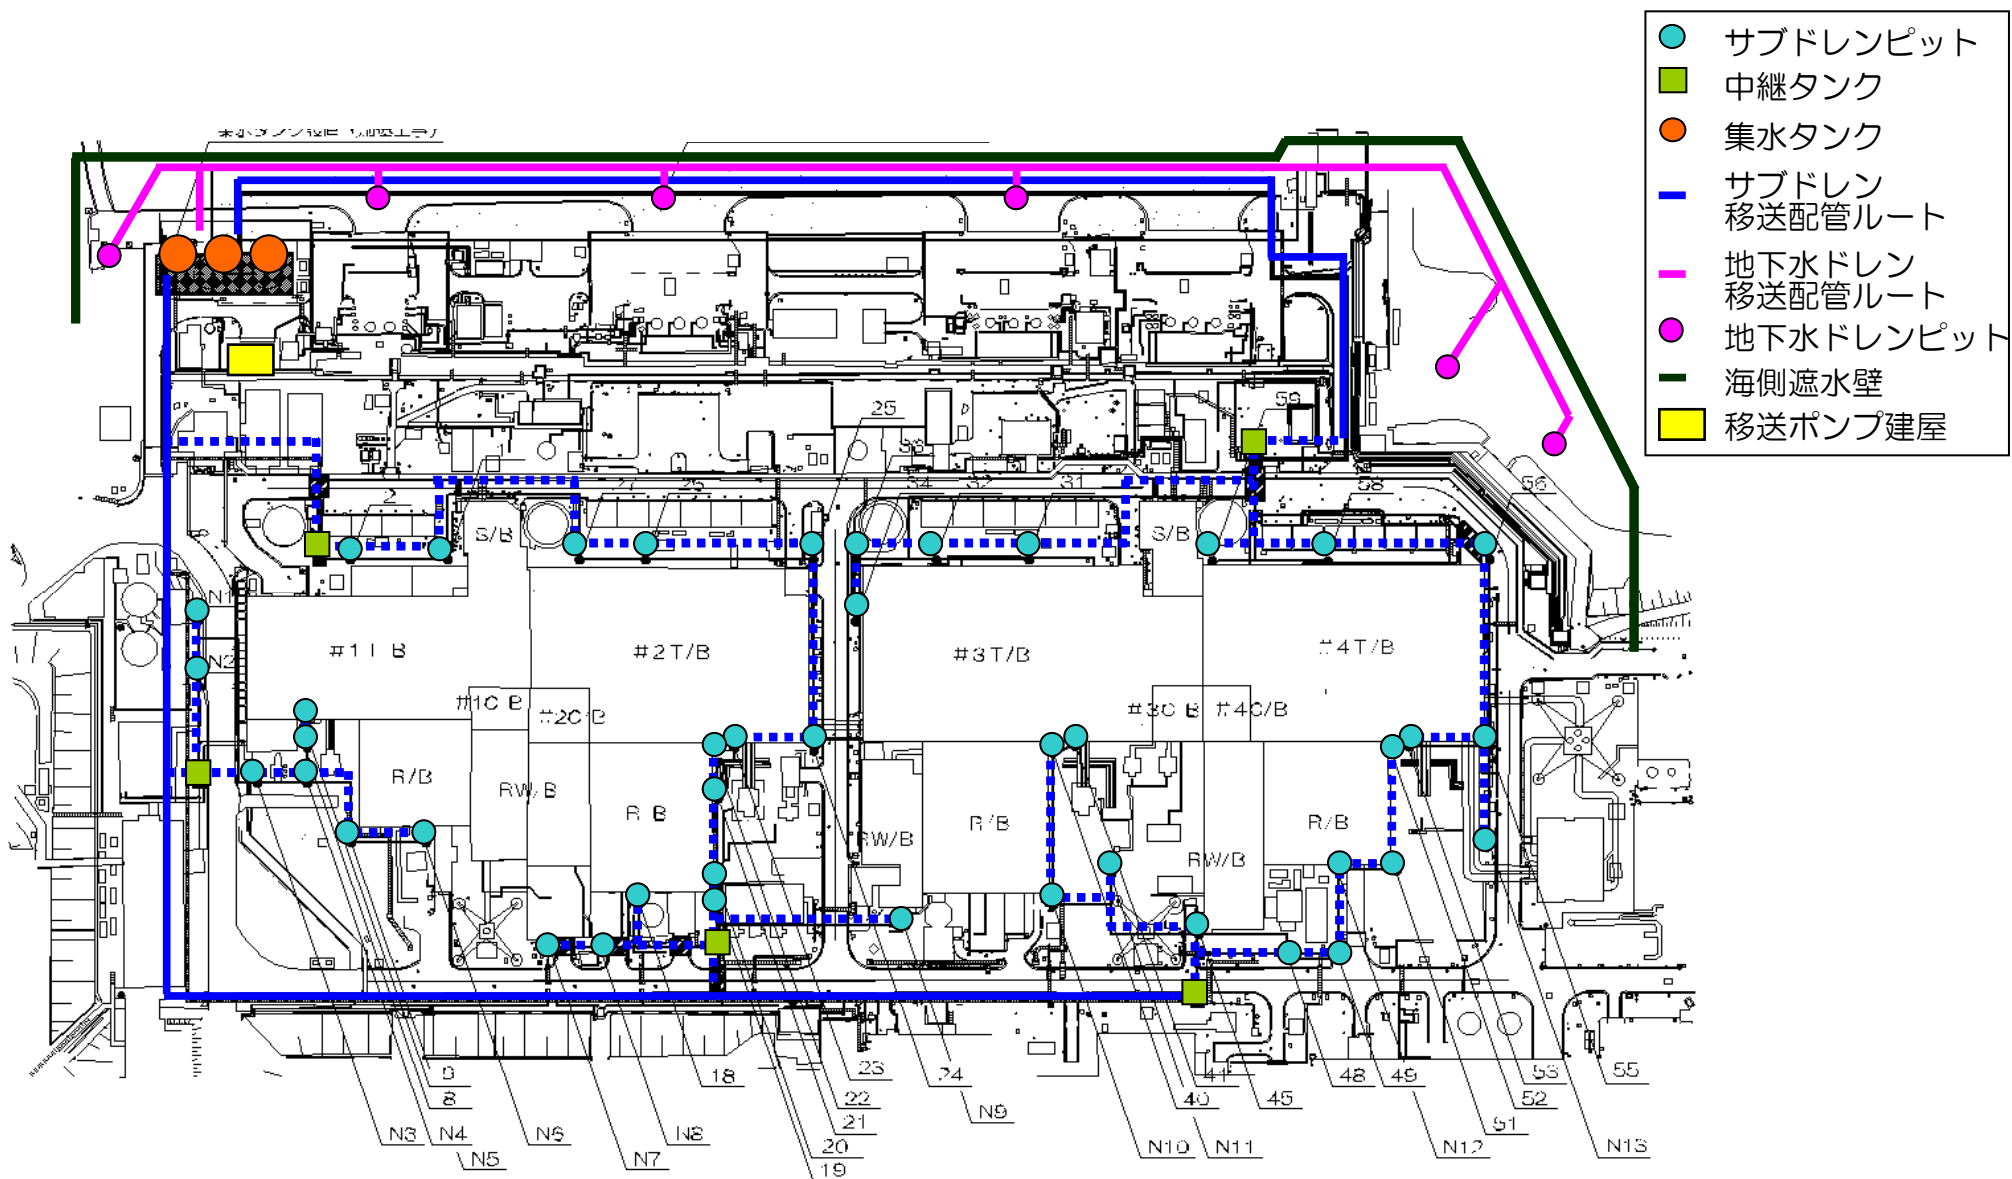 サブドレンピット
中継タンク
集水タンク
サブドレン
移送配管ルート
地下水ドレン
移送配管ルート
地下水ドレンピット
海側遮水壁
移送ポンプ建屋
25
59
1
2
27
34
32
31
58
56
S/B
S/B
N1
N2
#2T/B
#3T/B
#4T/B
#2C/B
#4C/B
R/B
RW/B
R/B
R/B
RW/B
R/B
RW/B
8
18
23
22
21
20
19
24
N9
N3
N4
N5
N6
N7
N8
40
41
45
48
49
N10
N11
N12
51
52
53
55
N13